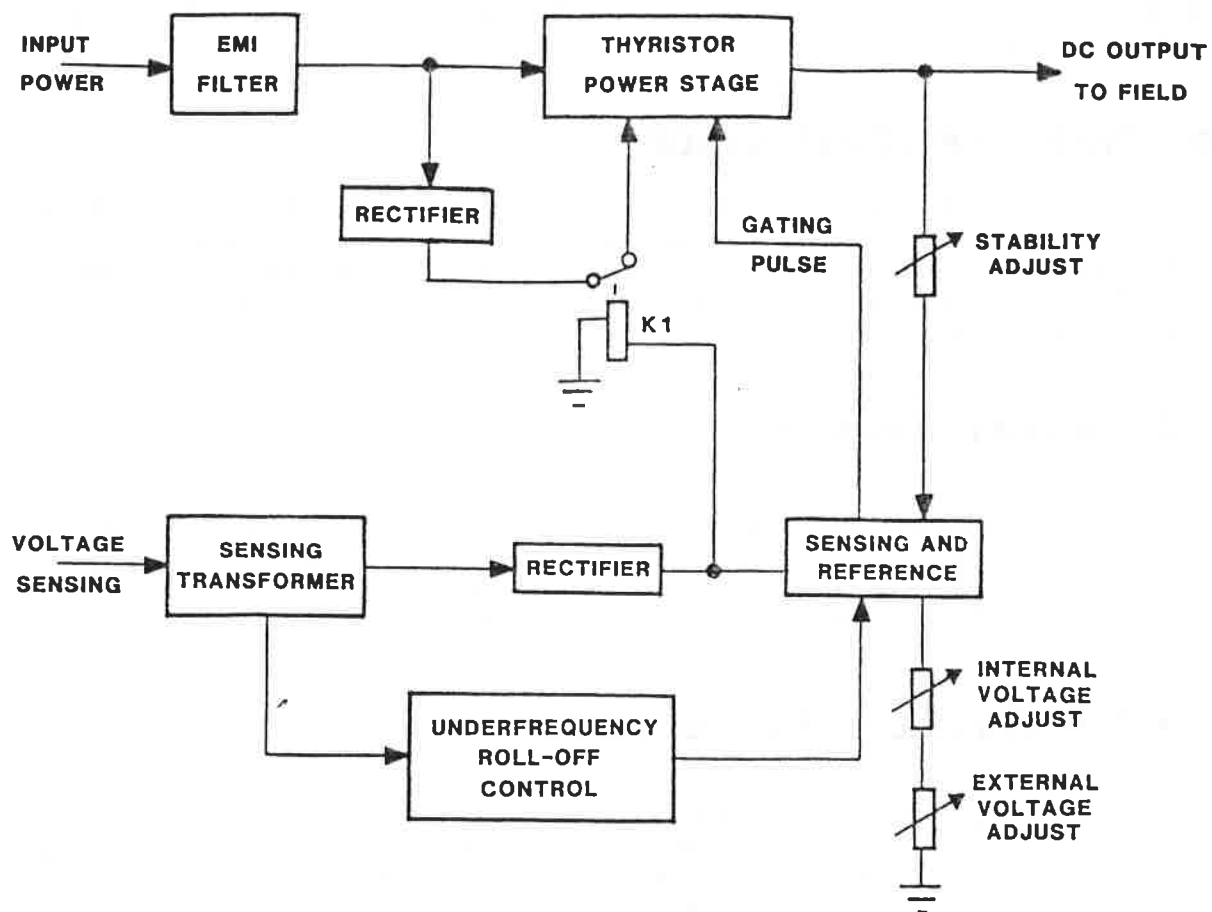 INPUT
POWER
EMI
FILTER
THYRISTOR
POWER STAGE
DC OUTPUT
TO FIELD
RECTIFIER
GATING
PULSE
STABILITY
ADJUST
K1
VOLTAGE
SENSING
SENSING
TRANSFORMER
RECTIFIER
SENSING AND
REFERENCE
UNDERFREQUENCY
ROLL-OFF
CONTROL
INTERNAL
VOLTAGE
ADJUST
EXTERNAL
VOLTAGE
ADJUST